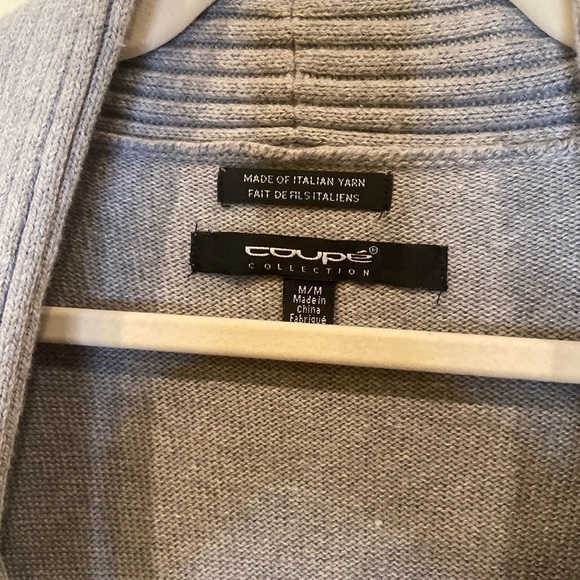 MADE OF ITALIAN YARN
FAIT DE FILS ITALIENS
coupé®
COLLECTION
M/M
Made in
China
Fabriqué